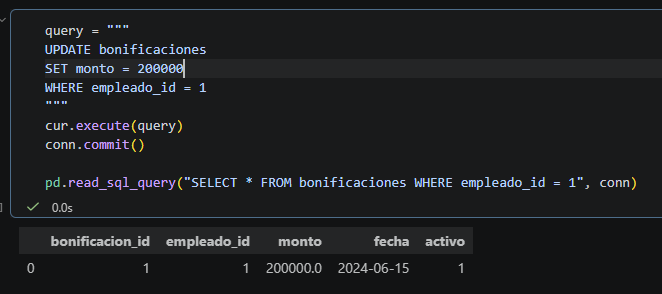 query = """
UPDATE bonificaciones
SET monto = 200000
WHERE empleado_id = 1
"""
cur.execute(query)
conn.commit()
pd.read_sql_query("SELECT * FROM bonificaciones WHERE empleado_id = 1", conn)
0.0s
bonificacion_id empleado_id monto fecha activo
0 1 1 200000.0 2024-06-15 1